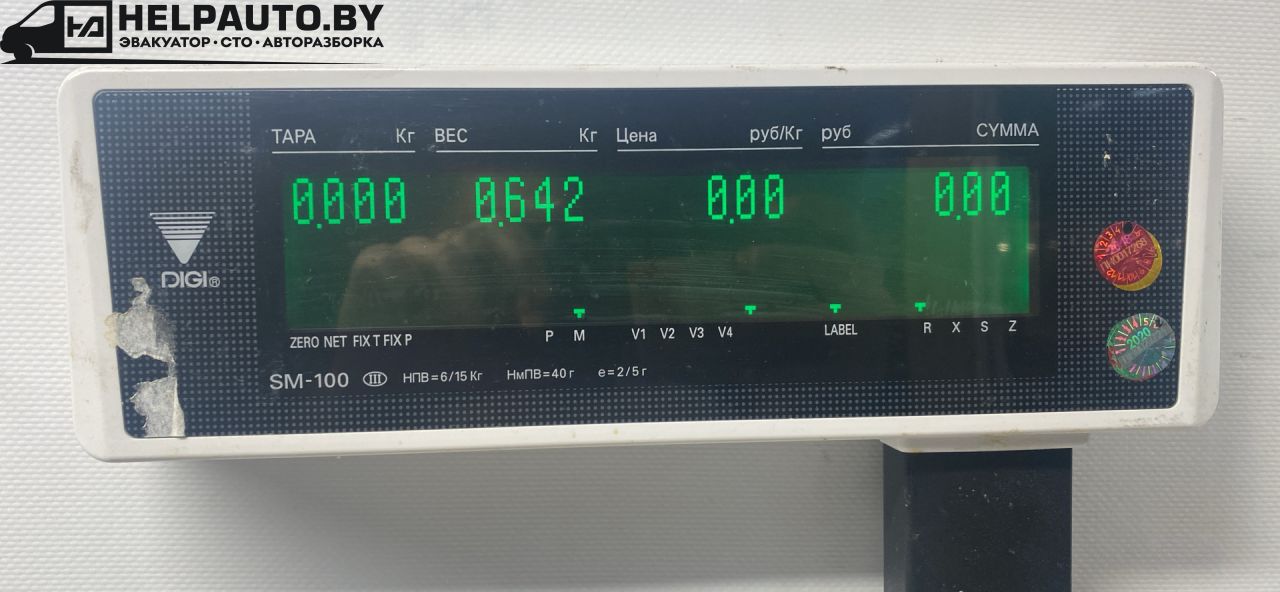 HELPAUTO.BY
ЭВАКУАТОР · СТО · АВТОРАЗБОРКА
ТАРА Кг ВЕС Кг Цена руб/Кг руб СУММА
0.000 0.642 0.00 0.00
DIGI®
ZERO NET FIX T FIX P P M V1 V2 V3 V4 LABEL R X S Z
SM-100 III НПВ=6/15 Кг НмПВ=40 г е=2/5 г
2020